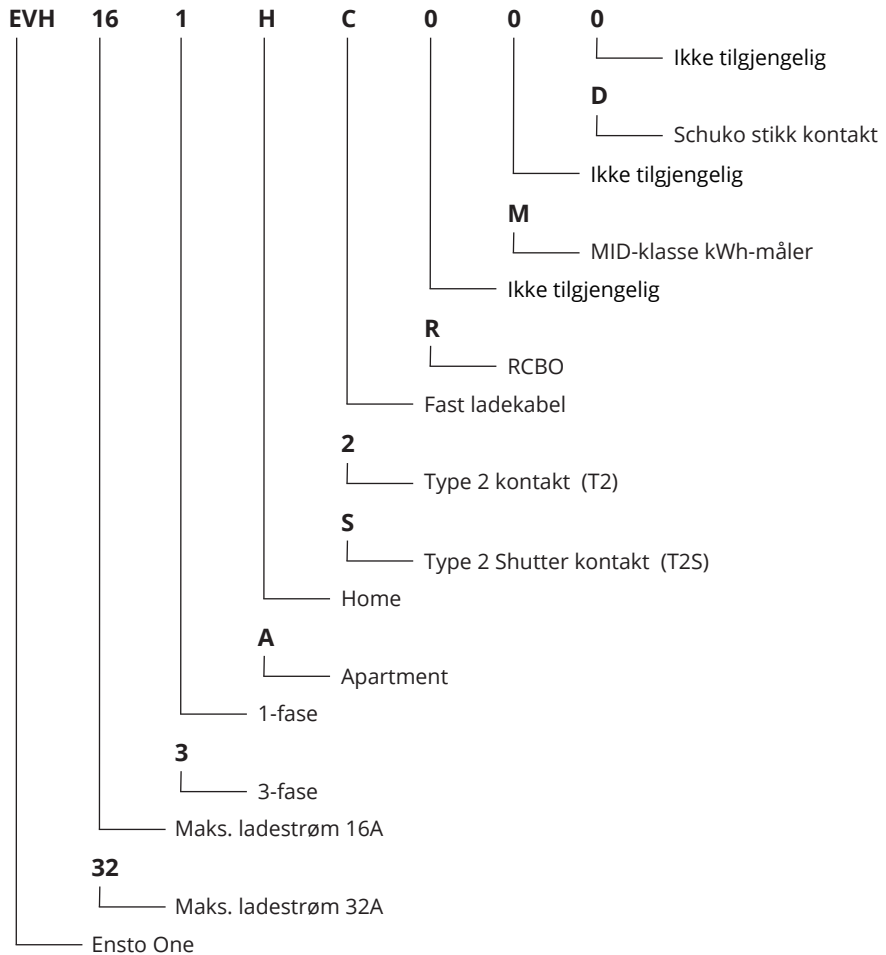 EVH 16 1 H C 0 0 0
Ikke tilgjengelig
D
Schuko stikk kontakt
Ikke tilgjengelig
M
MID-klasse kWh-måler
Ikke tilgjengelig
R
RCBO
Fast ladekabel
2
Type 2 kontakt (T2)
S
Type 2 Shutter kontakt (T2S)
Home
A
Apartment
1-fase
3
3-fase
Maks. ladestrøm 16A
32
Maks. ladestrøm 32A
Ensto One